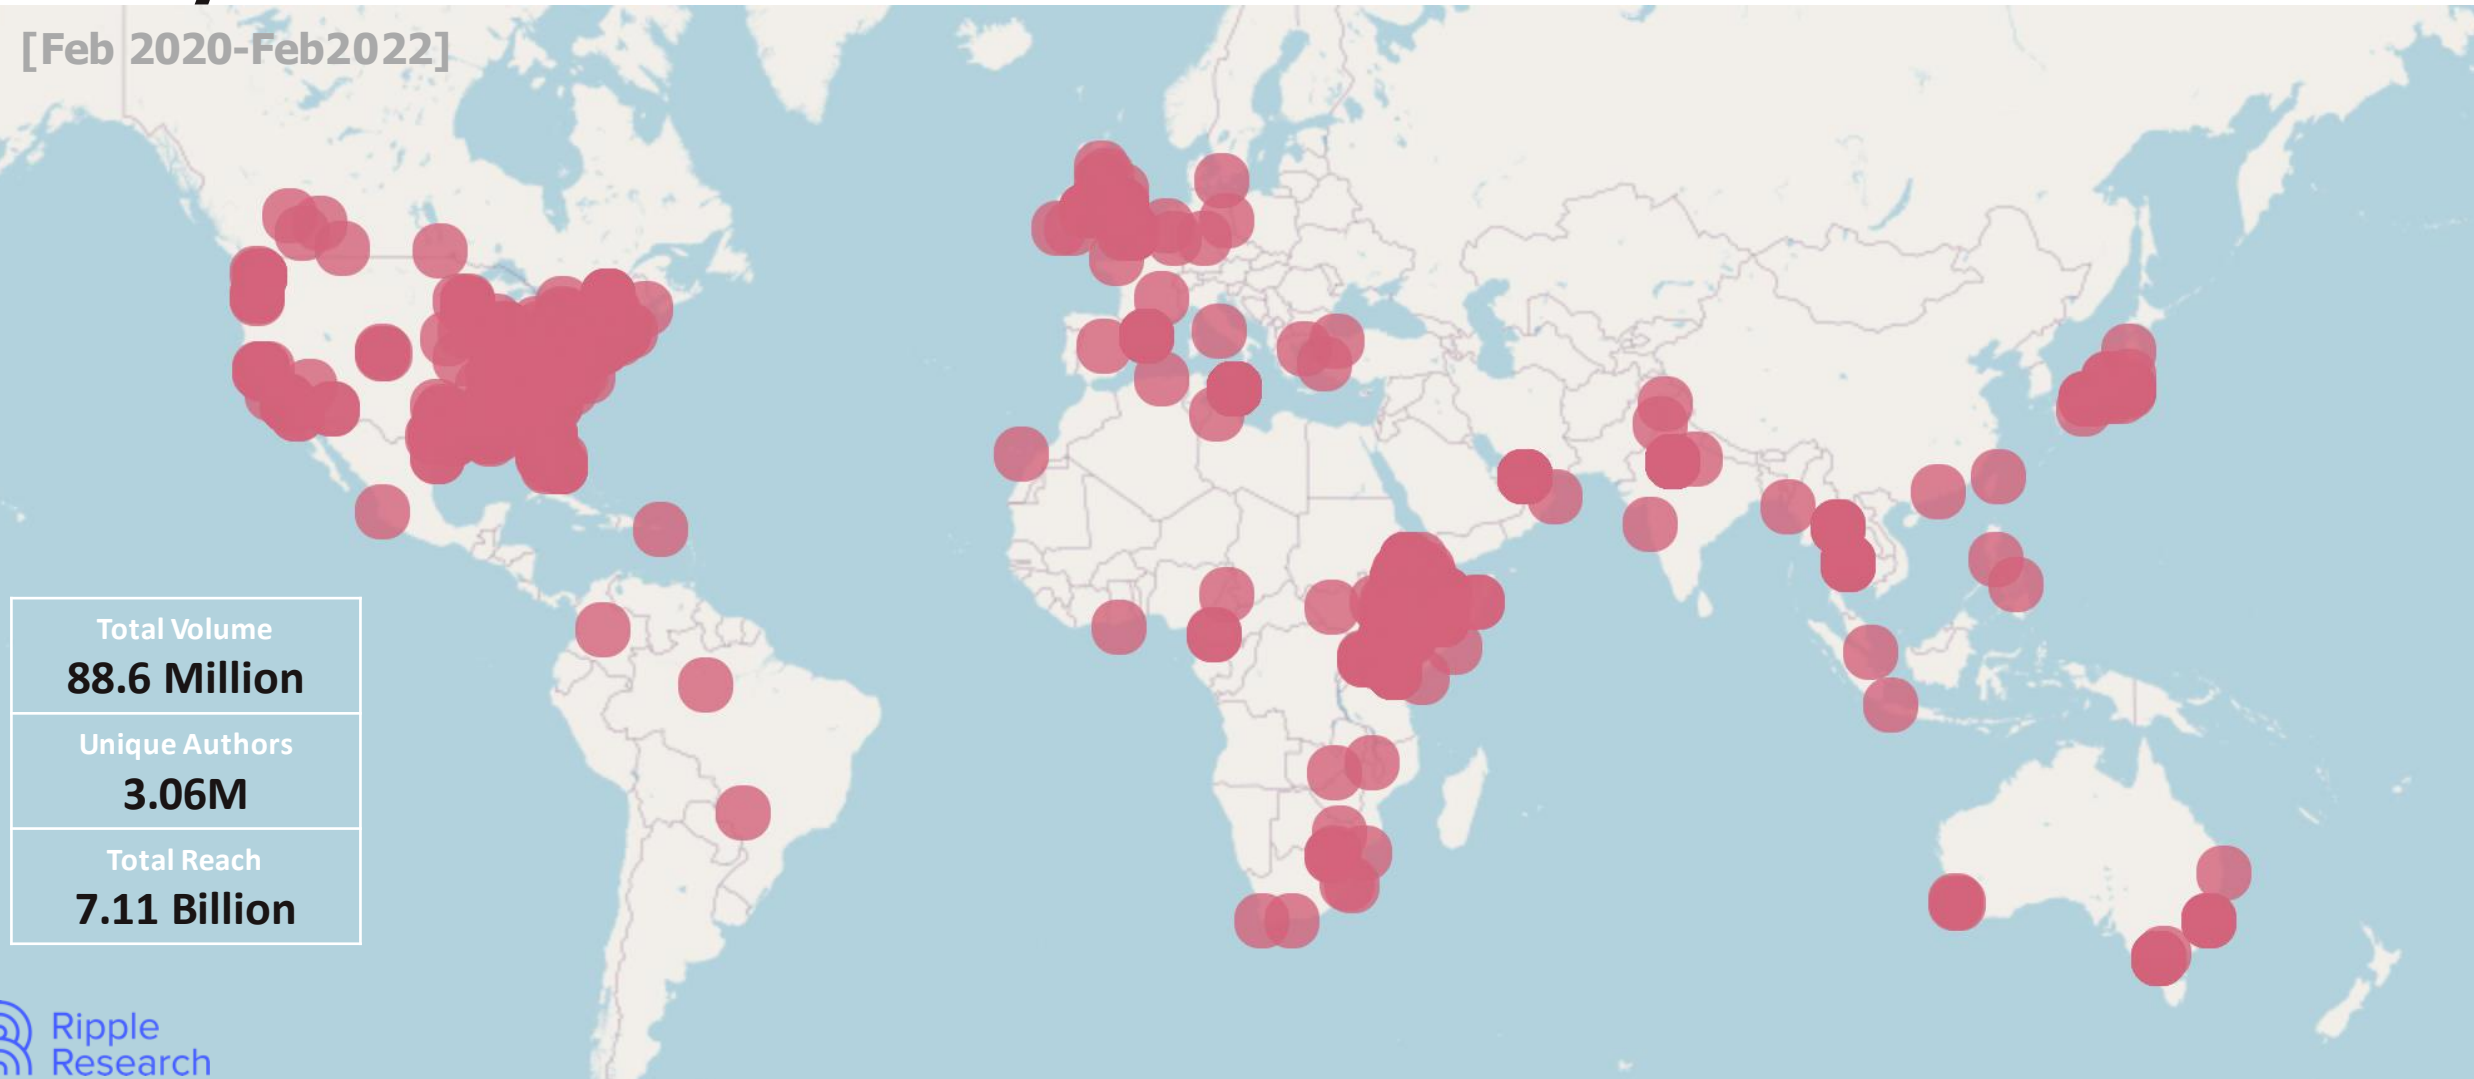 [Feb 2020-Feb2022]
Total Volume
88.6 Million
Unique Authors
3.06M
Total Reach
7.11 Billion
Ripple
Research